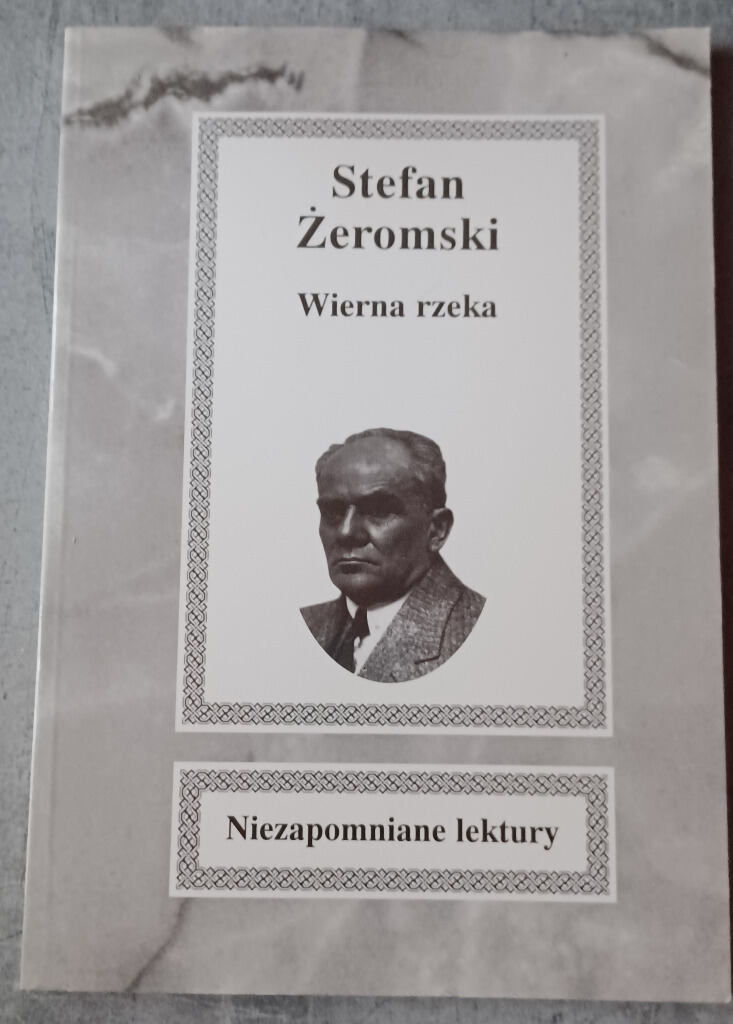 Stefan
Żeromski
Wierna rzeka
Niezapomniane lektury